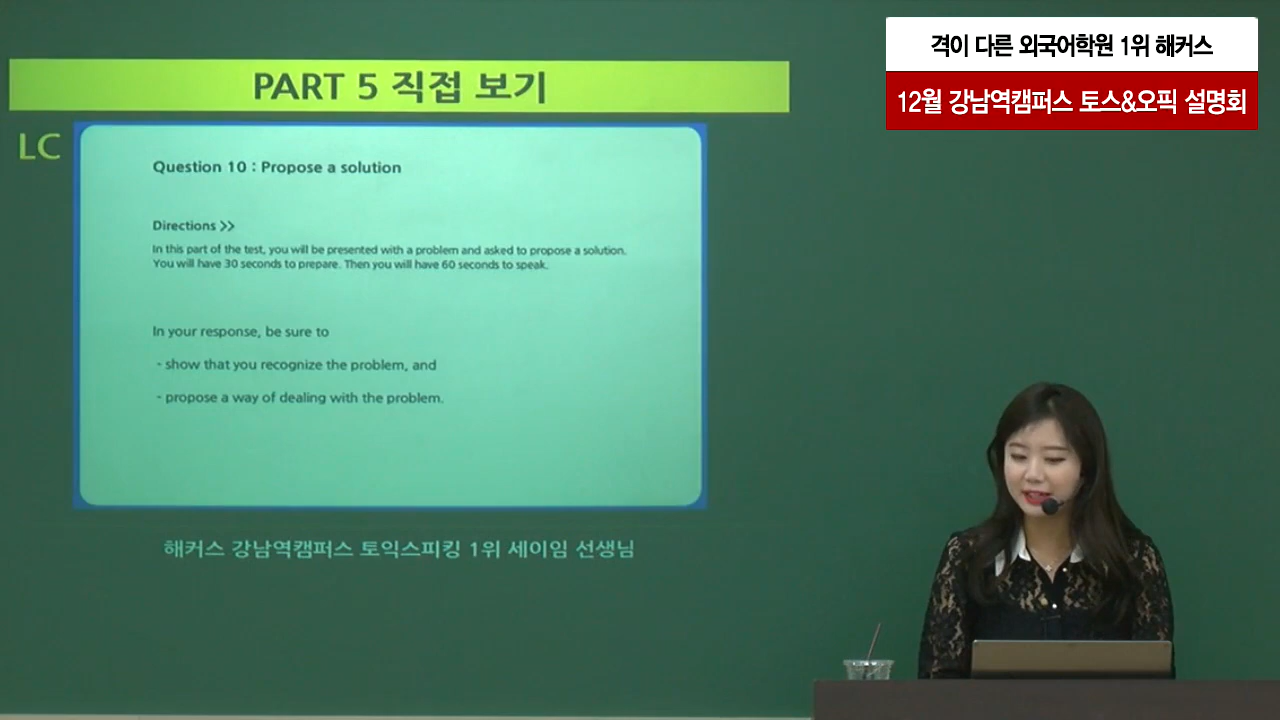 격이 다른 외국어학원 1위 해커스
12월 강남역캠퍼스 토스&오픽 설명회
PART 5 직접 보기
LC
Question 10 : Propose a solution
Directions >>
In this part of the test, you will be presented with a problem and asked to propose a solution.
You will have 30 seconds to prepare. Then you will have 60 seconds to speak.
In your response, be sure to
- show that you recognize the problem, and
- propose a way of dealing with the problem.
해커스 강남역캠퍼스 토익스피킹 1위 세이임 선생님